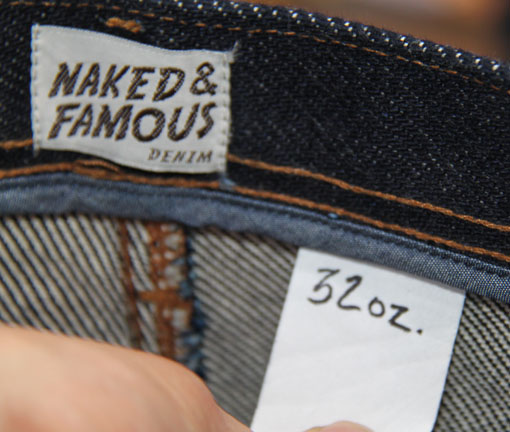 NAKED &
FAMOUS
DENIM
32oz.